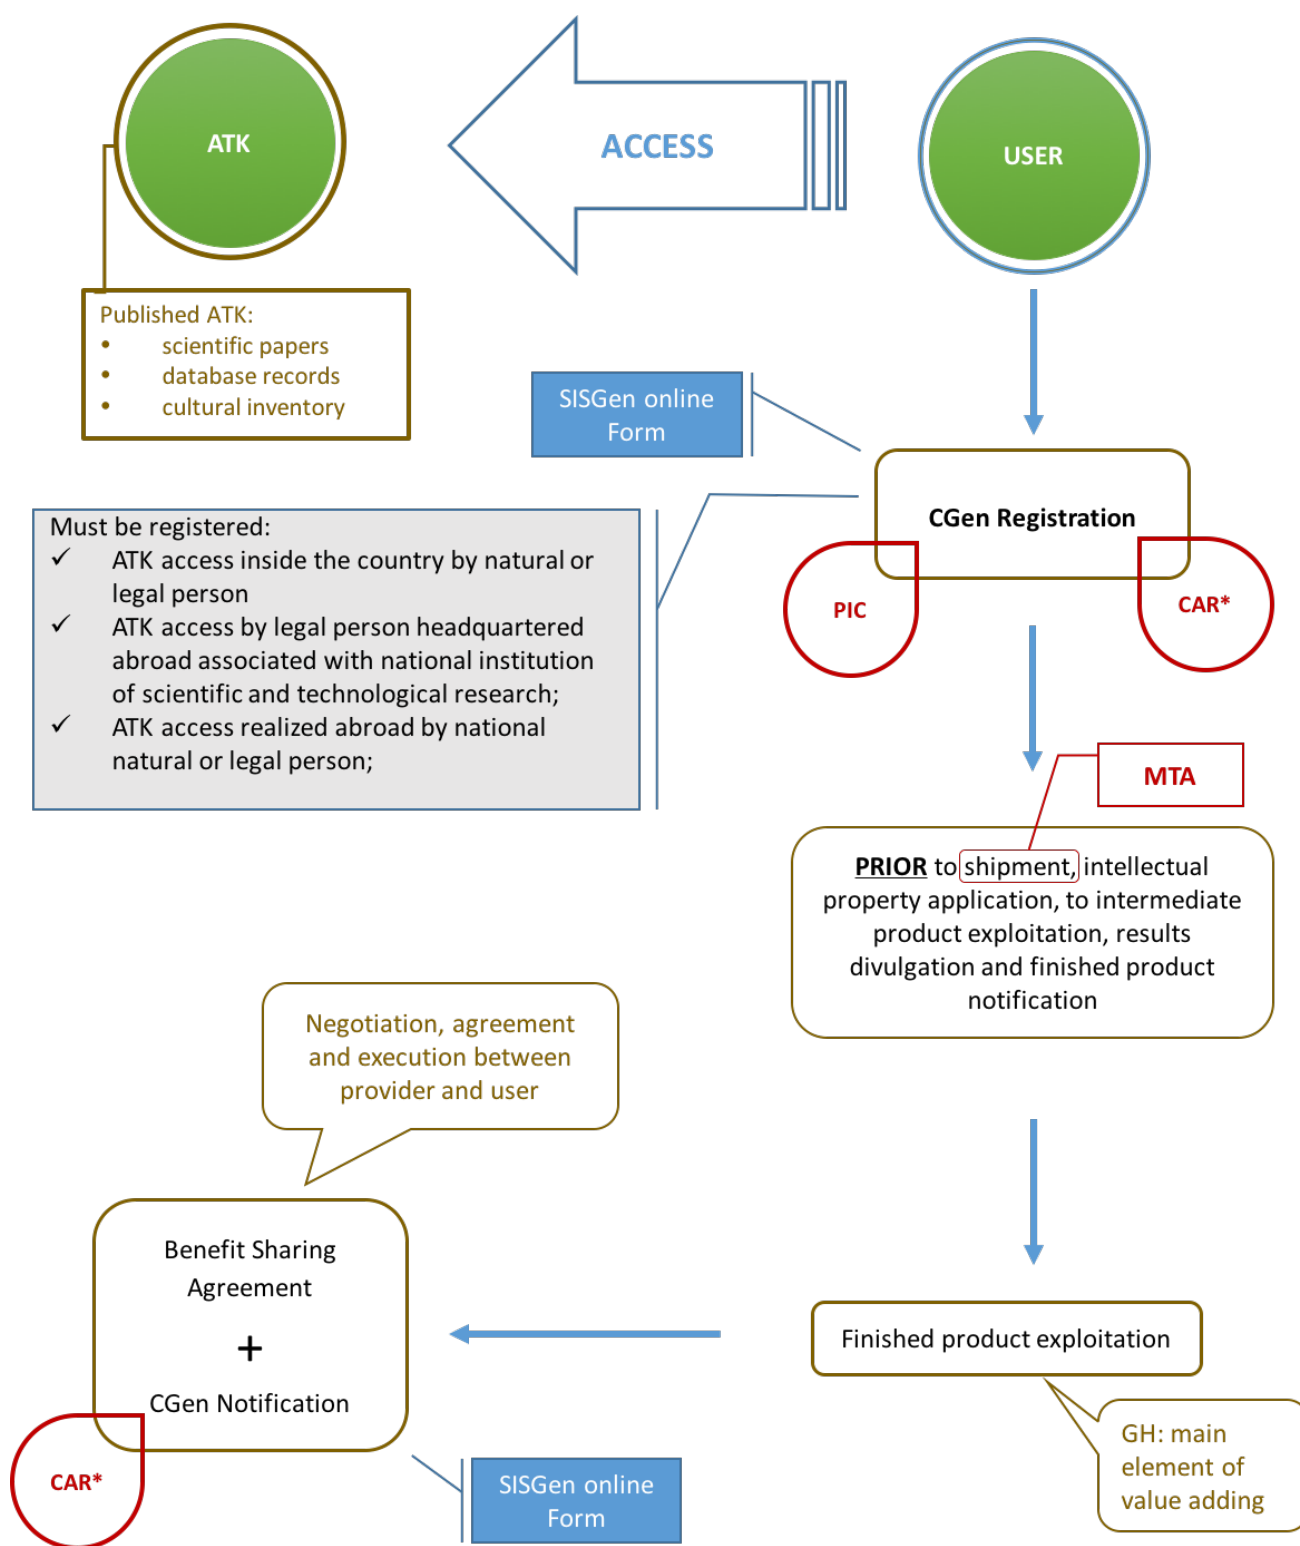 ATK
ACCESS
USER
Published ATK:
• scientific papers
• database records
• cultural inventory
SISGen online
Form
CGen Registration
PIC
CAR*
Must be registered:
✓ ATK access inside the country by natural or
legal person
✓ ATK access by legal person headquartered
abroad associated with national institution
of scientific and technological research;
✓ ATK access realized abroad by national
natural or legal person;
MTA
PRIOR to shipment, intellectual
property application, to intermediate
product exploitation, results
divulgation and finished product
notification
Negotiation, agreement
and execution between
provider and user
Benefit Sharing
Agreement
+
CGen Notification
CAR*
SISGen online
Form
Finished product exploitation
GH: main
element of
value adding